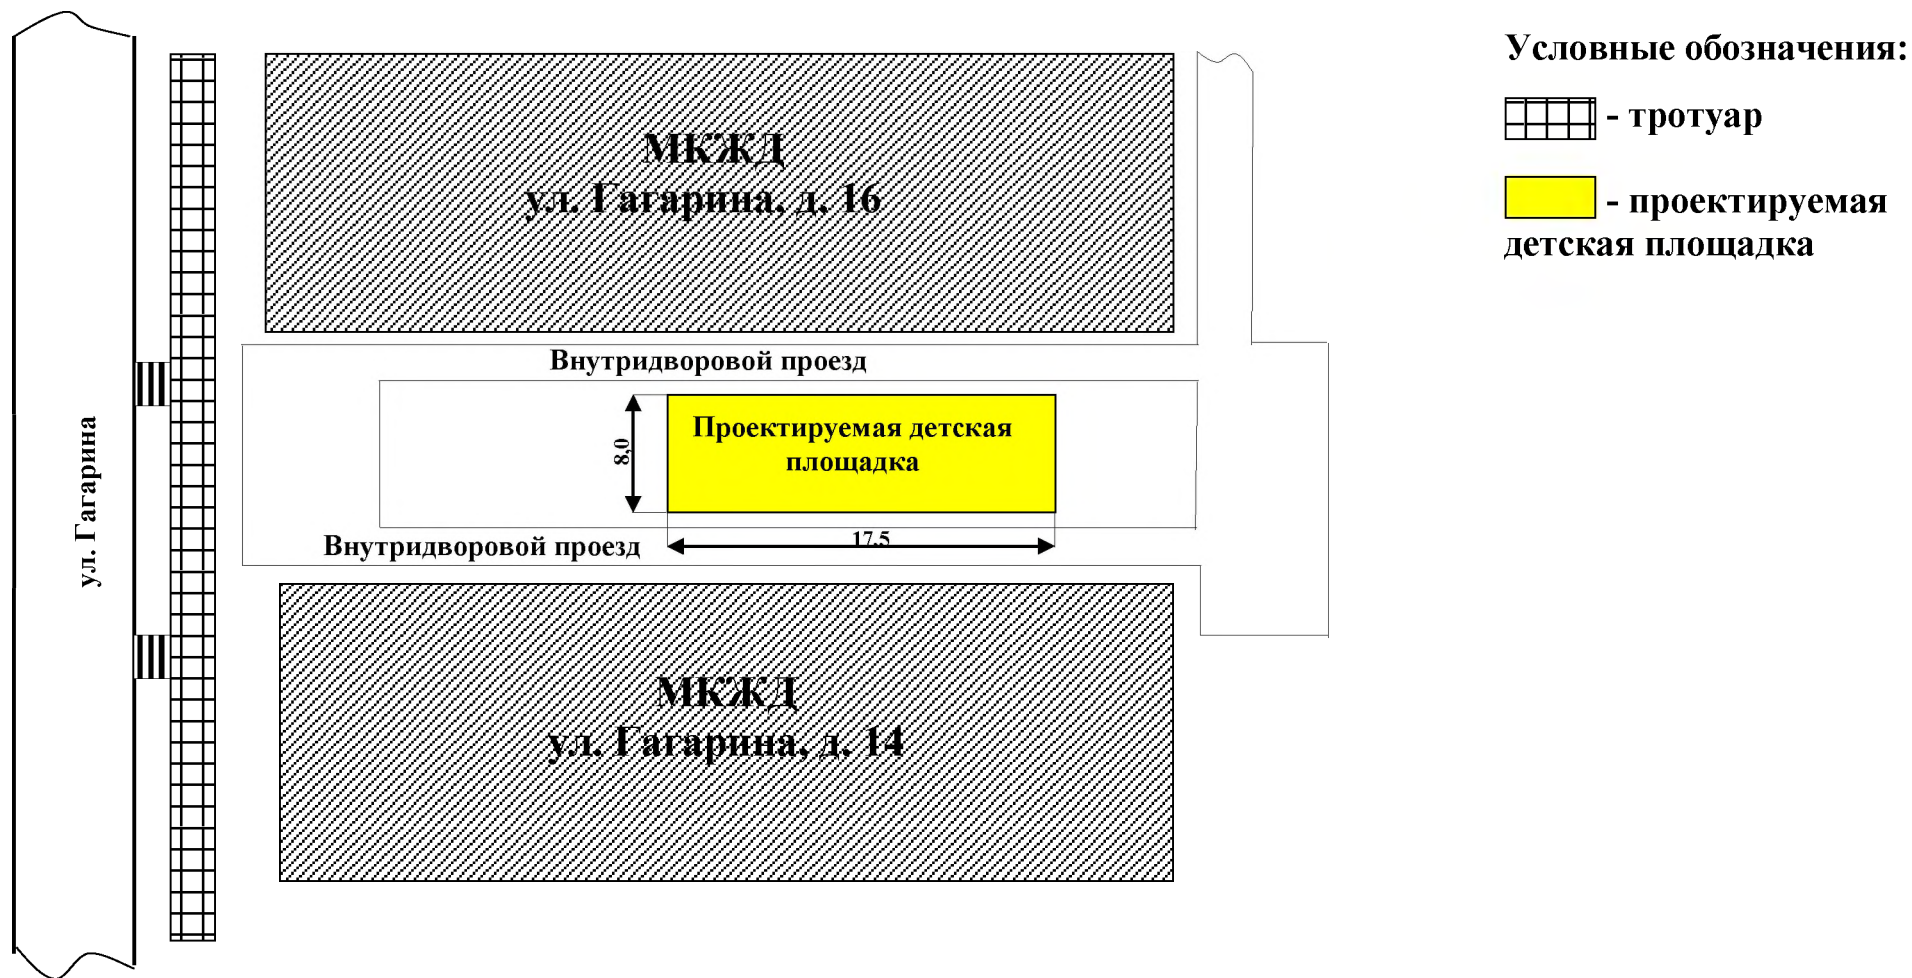 Условные обозначения:
- тротуар
- проектируемая
детская площадка
МКЖД
ул. Гагарина, д. 16
Внутридворовой проезд
Проектируемая детская
площадка
8,0
17,5
Внутридворовой проезд
ул. Гагарина
МКЖД
ул. Гагарина, д. 14